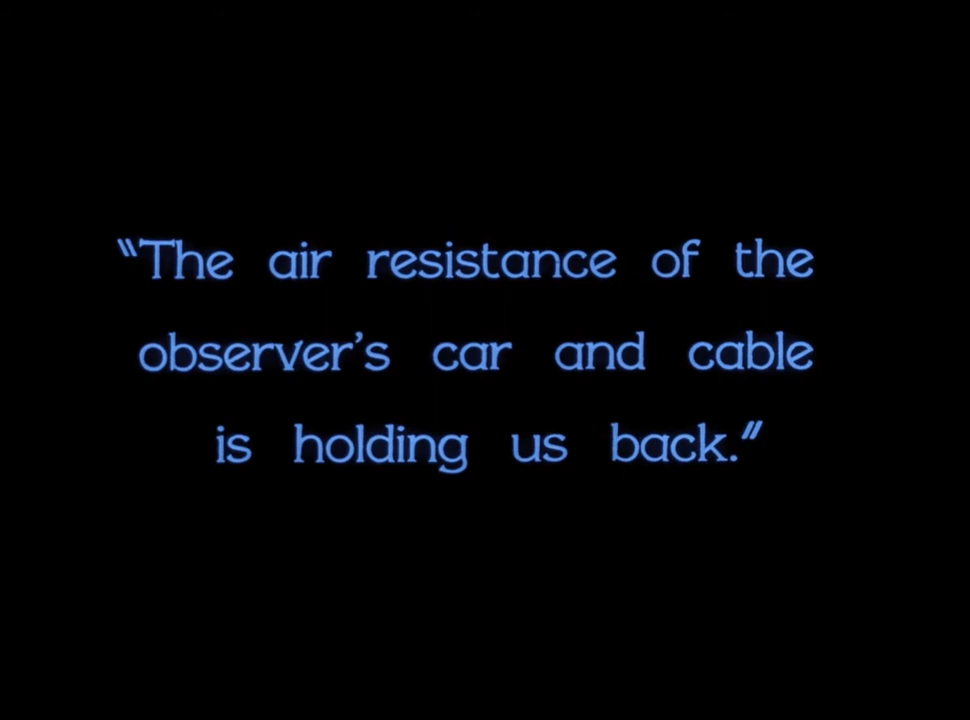 “The air resistance of the
observer’s car and cable
is holding us back.”